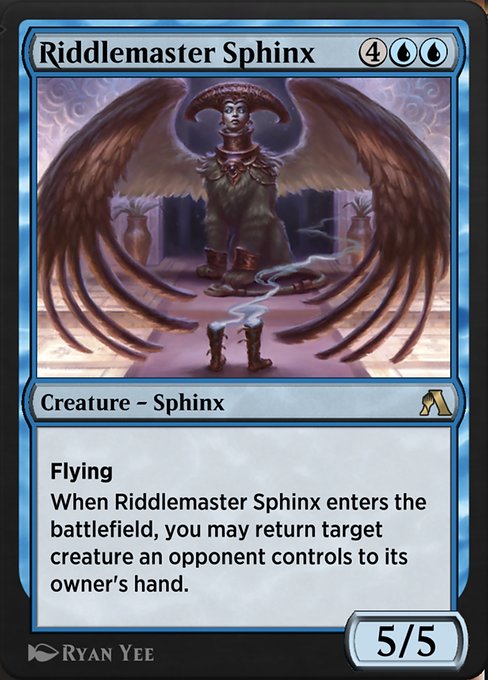 Riddlemaster Sphinx 4
Creature – Sphinx
Flying
When Riddlemaster Sphinx enters the
battlefield, you may return target
creature an opponent controls to its
owner's hand.
5/5
Ryan Yee